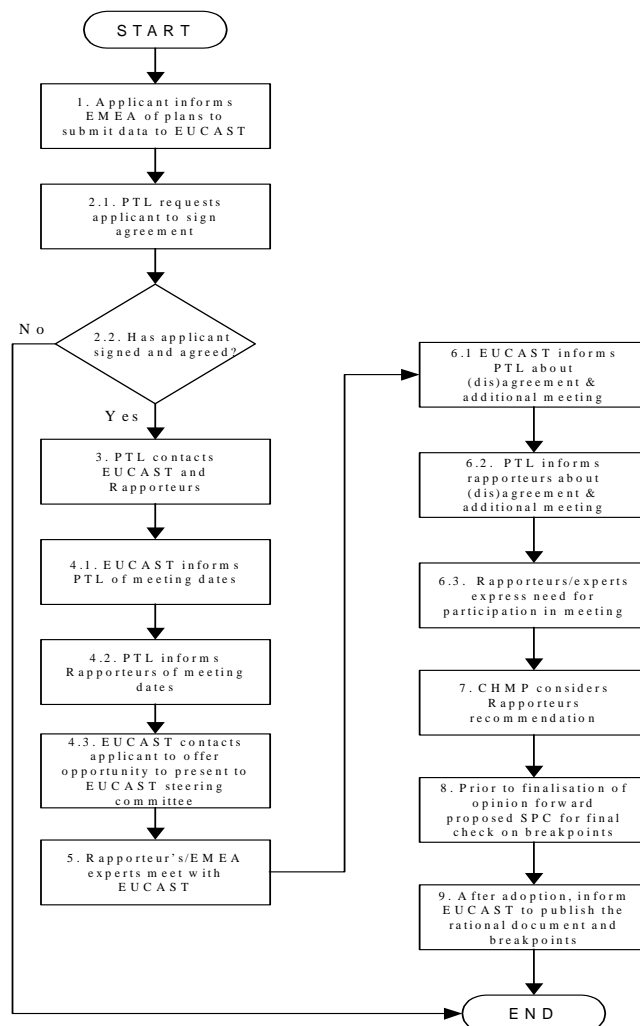 START
1. Applicant informs
EMEA of plans to
submit data to EUCAST
2.1. PTL requests
applicant to sign
agreement
No
2.2. Has applicant
signed and agreed?
Yes
3. PTL contacts
EUCAST and
Rapporteurs
4.1. EUCAST informs
PTL of meeting dates
4.2. PTL informs
Rapporteurs of meeting
dates
4.3. EUCAST contacts
applicant to offer
opportunity to present to
EUCAST steering
committee
5. Rapporteur's/EMEA
experts meet with
EUCAST
6.1 EUCAST informs
PTL about
(dis)agreement &
additional meeting
6.2. PTL informs
rapporteurs about
(dis)agreement &
additional meeting
6.3. Rapporteurs/experts
express need for
participation in meeting
7. CHMP considers
Rapporteurs
recommendation
8. Prior to finalisation of
opinion forward
proposed SPC for final
check on breakpoints
9. After adoption, inform
EUCAST to publish the
rational document and
breakpoints
END